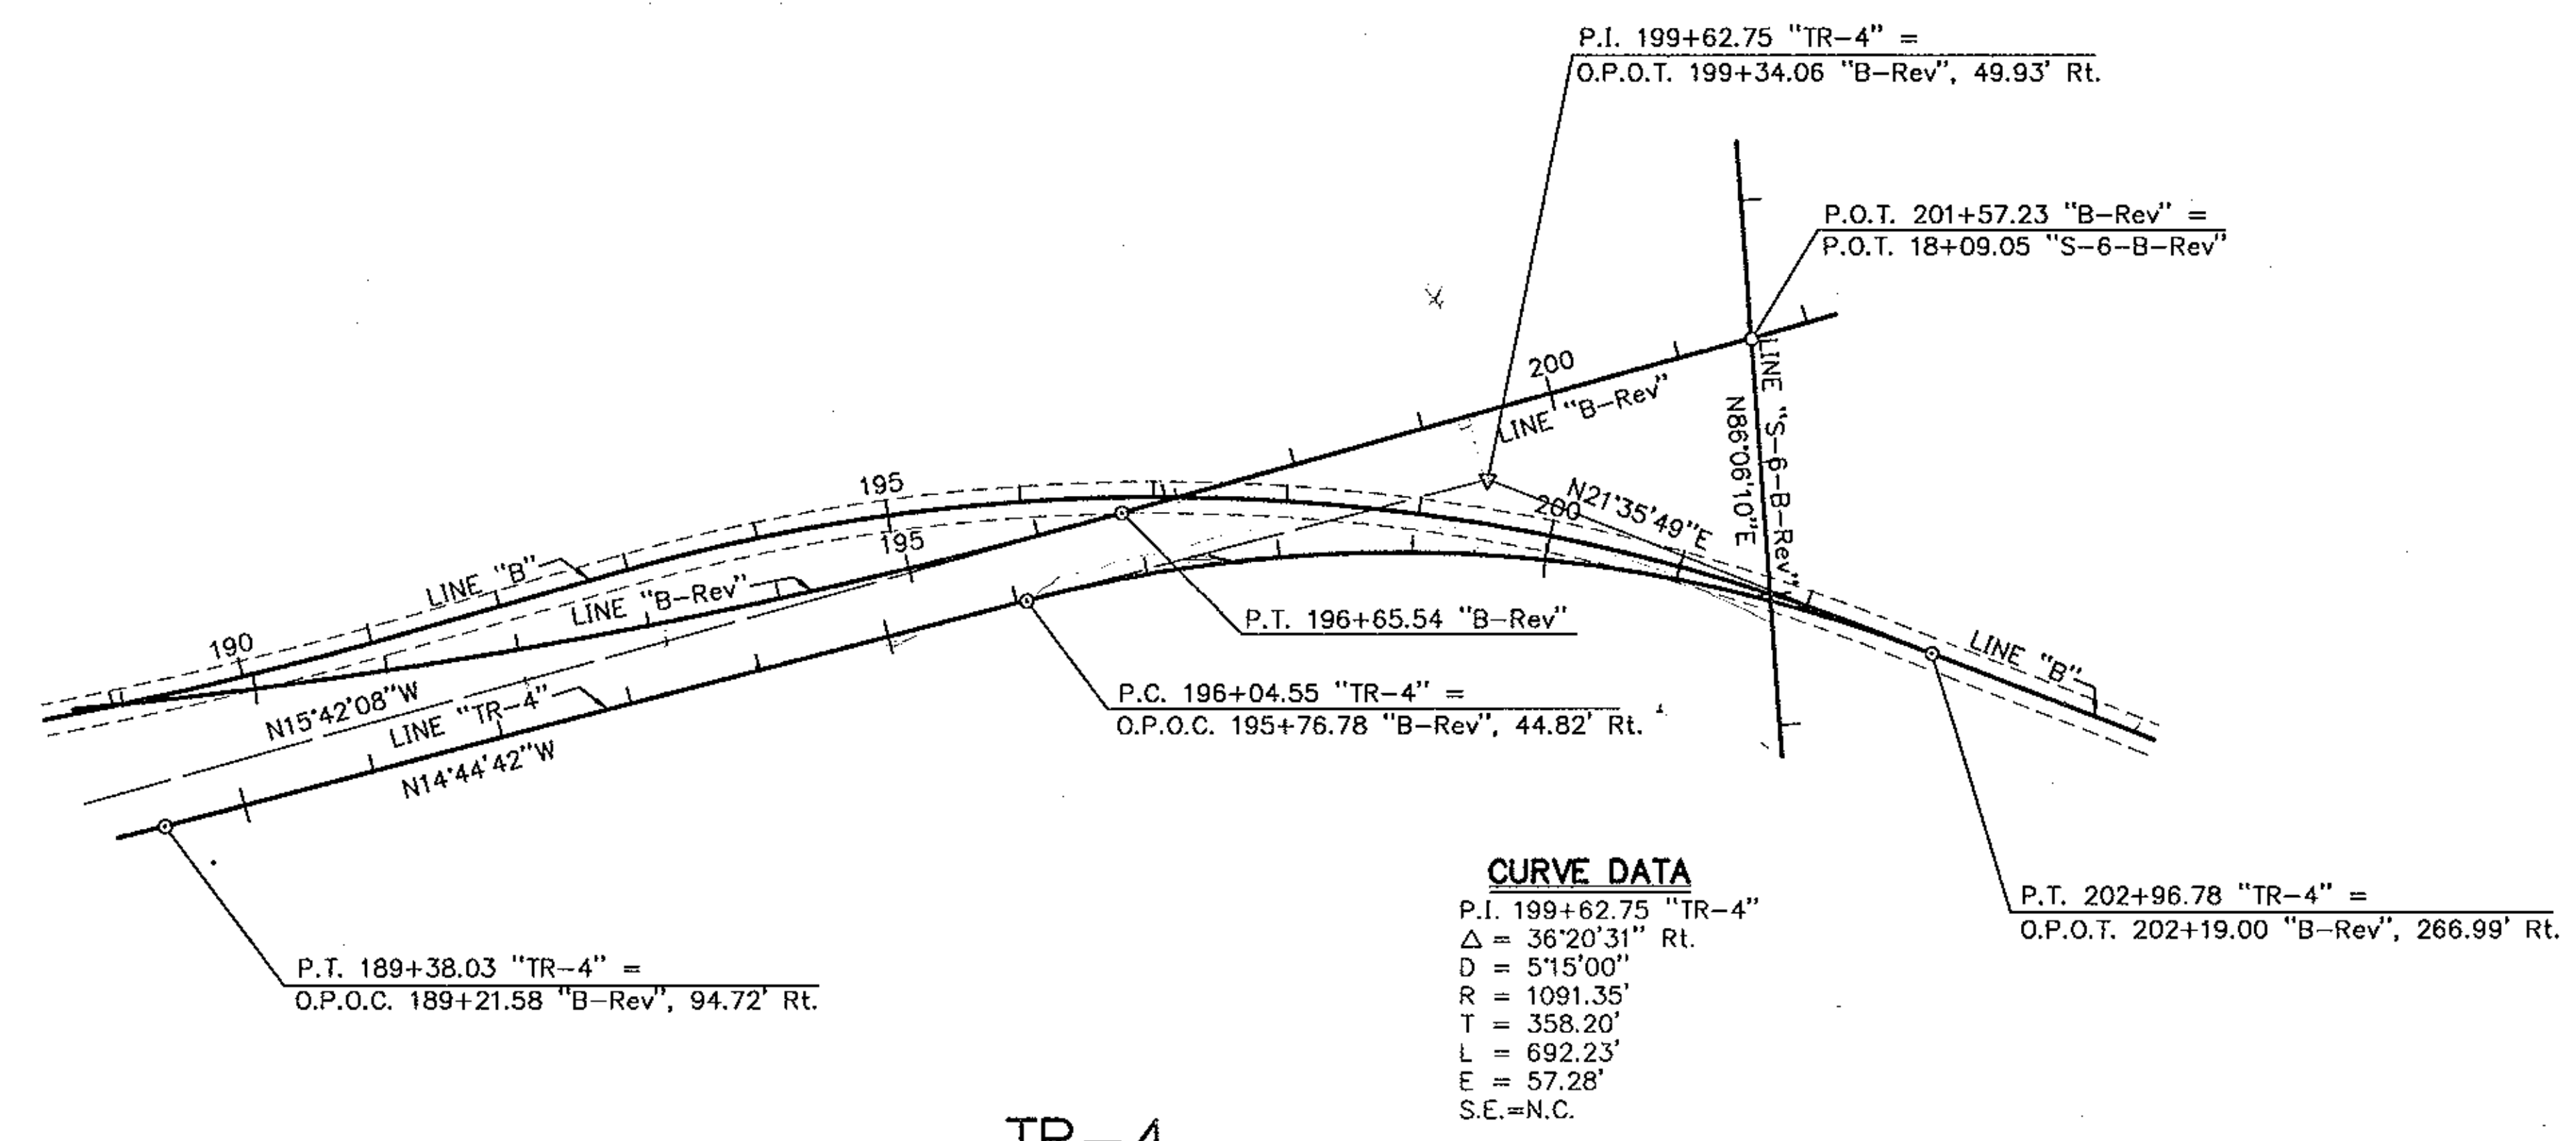 P.I. 199+62.75 "TR-4" =
O.P.O.T. 199+34.06 "B-Rev", 49.93' Rt.
P.O.T. 201+57.23 "B-Rev" =
P.O.T. 18+09.05 "S-6-B-Rev"
200
LINE "B-Rev"
LINE "S-6-B-Rev"
N86°06'10"E
N21°35'49"E
200
195
195
LINE "B"
LINE "B-Rev"
190
N15°42'08"W
LINE "TR-4"
N14°44'42"W
P.T. 196+65.54 "B-Rev"
P.C. 196+04.55 "TR-4" =
O.P.O.C. 195+76.78 "B-Rev", 44.82' Rt.
LINE "B"
P.T. 202+96.78 "TR-4" =
O.P.O.T. 202+19.00 "B-Rev", 266.99' Rt.
P.T. 189+38.03 "TR-4" =
O.P.O.C. 189+21.58 "B-Rev", 94.72' Rt.
CURVE DATA
P.I. 199+62.75 "TR-4"
Δ = 36°20'31" Rt.
D = 5°15'00"
R = 1091.35'
T = 358.20'
L = 692.23'
E = 57.28'
S.E.=N.C.
TR-4